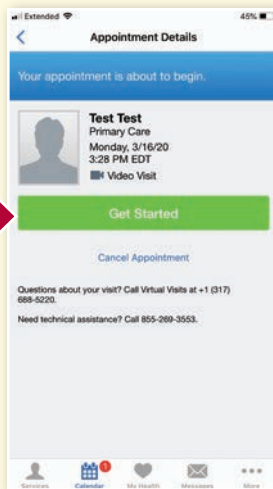 Extended 45%
Appointment Details
Your appointment is about to begin.
Test Test
Primary Care
Monday, 3/16/20
3:28 PM EDT
Video Visit
Get Started
Cancel Appointment
Questions about your visit? Call Virtual Visits at +1 (317)
688-5220.
Need technical assistance? Call 855-269-3553.
1
Services Calendar My Health Messages More